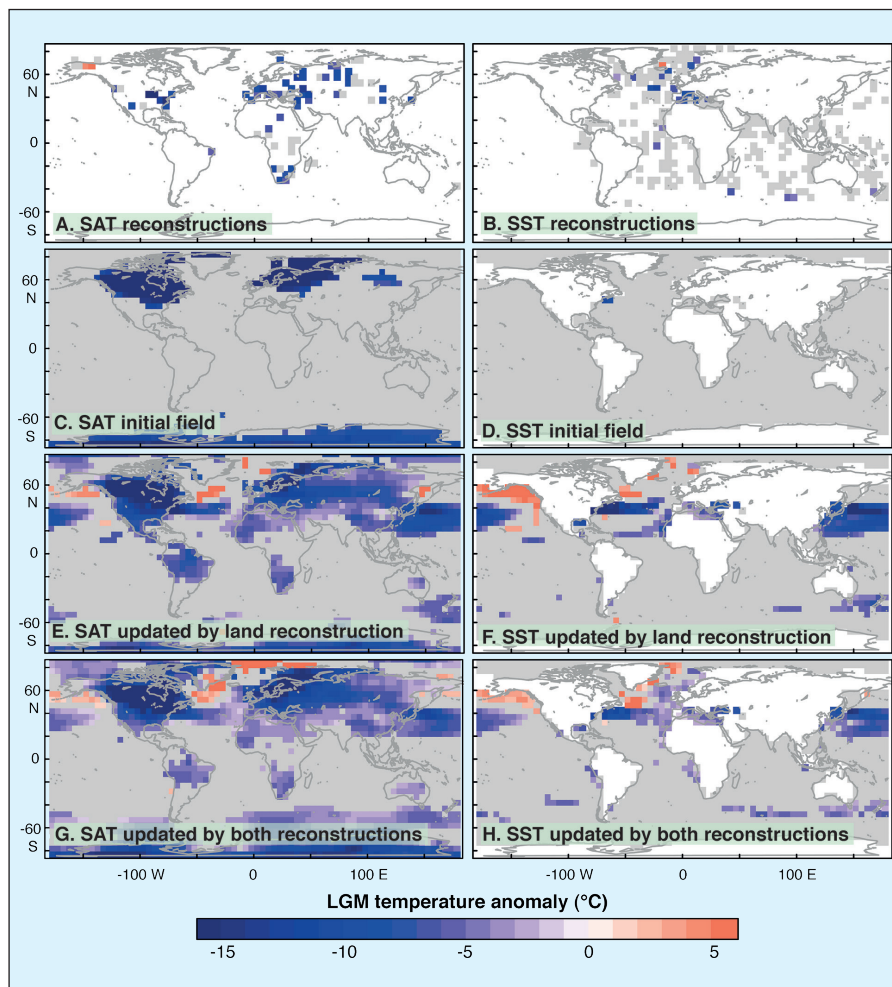 60
N
0
-60
S
A. SAT reconstructions
B. SST reconstructions
60
N
0
-60
S
C. SAT initial field
D. SST initial field
60
N
0
-60
S
E. SAT updated by land reconstruction
F. SST updated by land reconstruction
60
N
0
-60
S
G. SAT updated by both reconstructions
H. SST updated by both reconstructions
-100 W 0 100 E 0 100 E
LGM temperature anomaly (°C)
-15 -10 -5 0 5